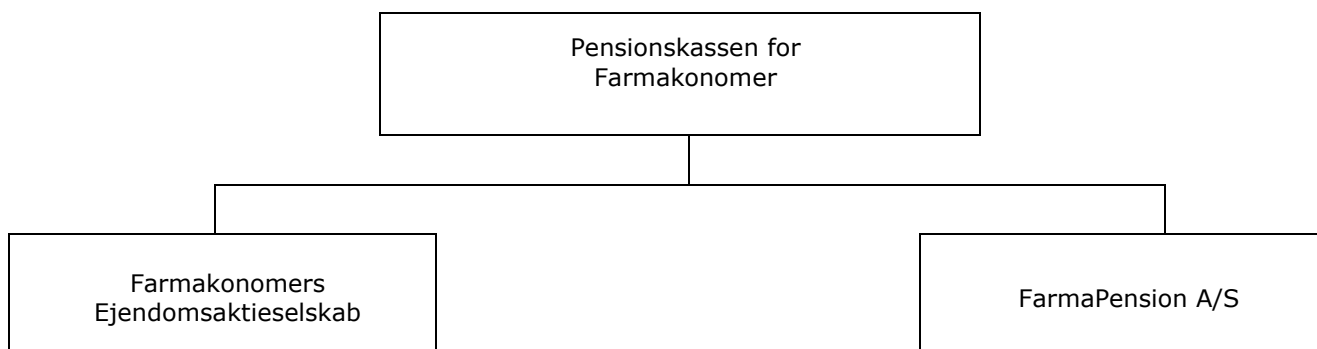 Pensionskassen for
Farmakonomer
Farmakonomers
Ejendomsaktieselskab
FarmaPension A/S